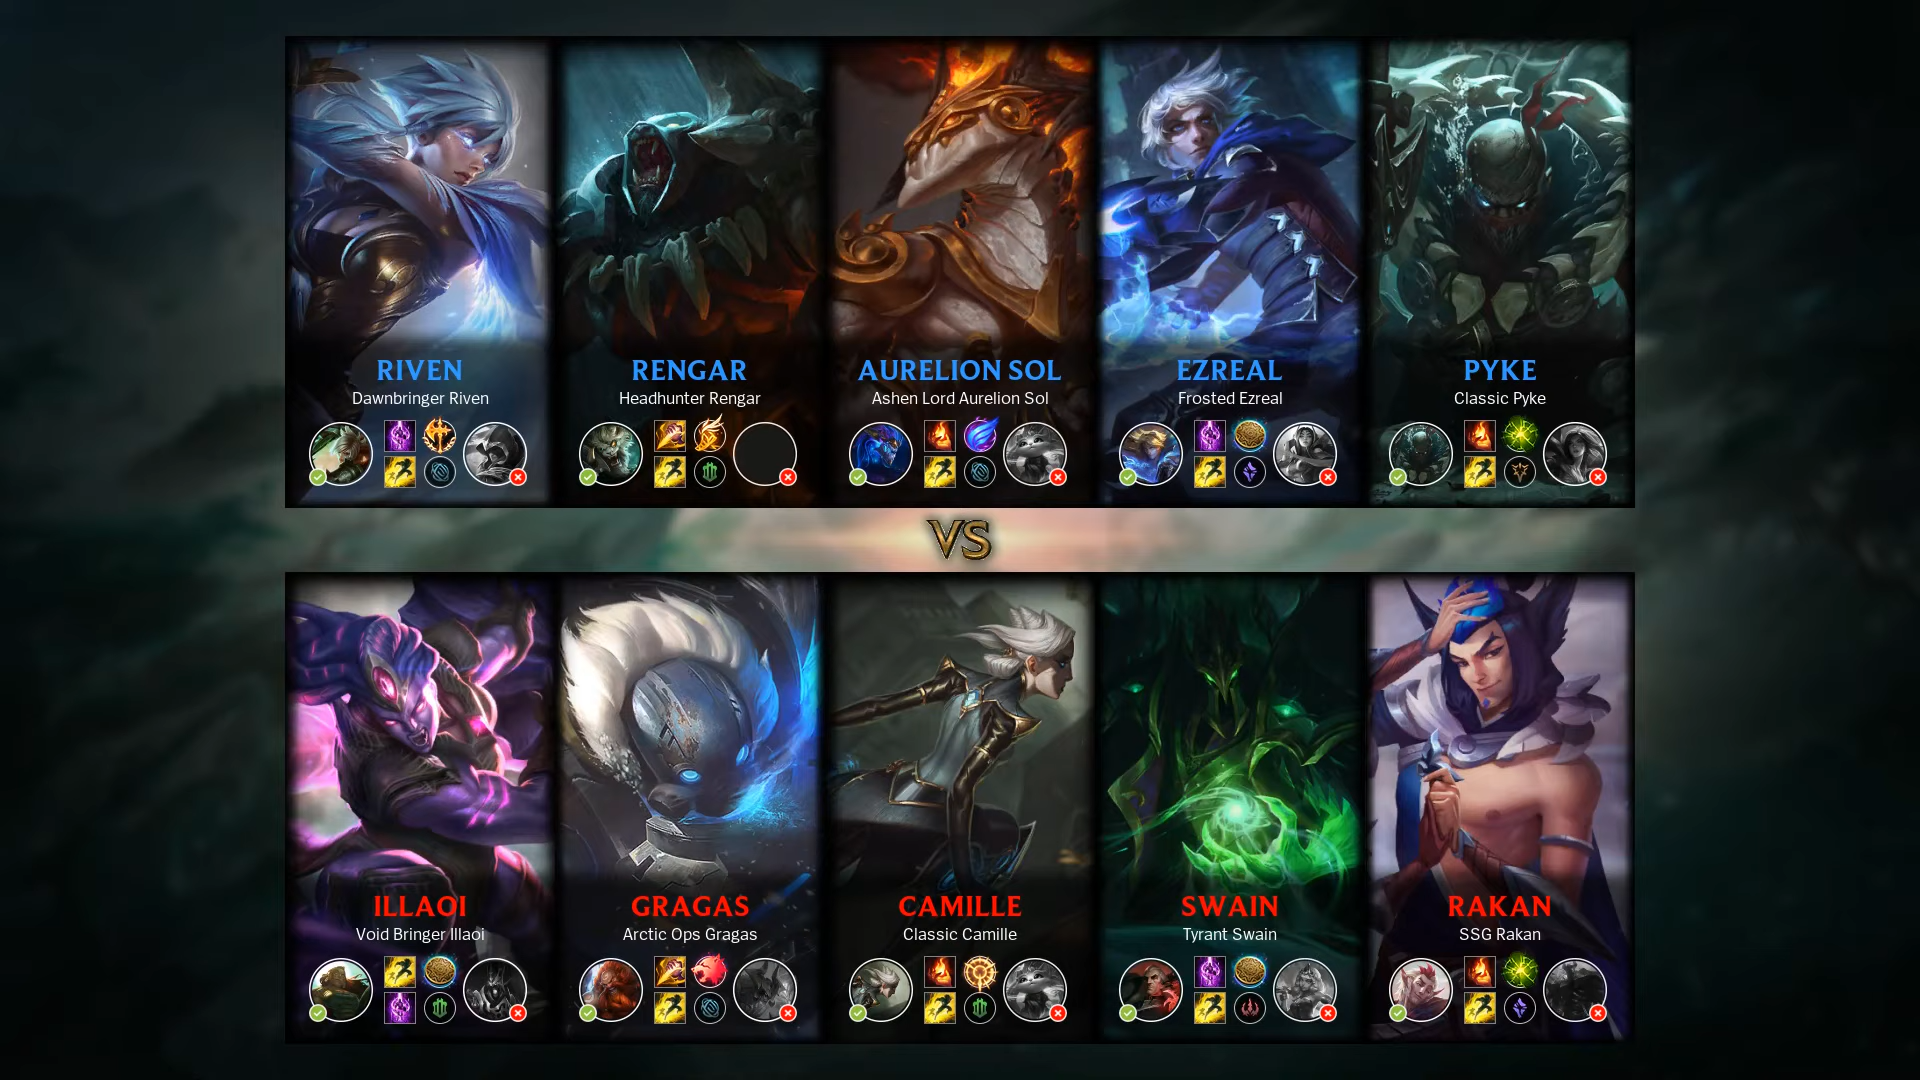 RIVEN
Dawnbringer Riven
RENGAR
Headhunter Rengar
AURELION SOL
Ashen Lord Aurelion Sol
EZREAL
Frosted Ezreal
PYKE
Classic Pyke
VS
ILLAOI
Void Bringer Illaoi
GRAGAS
Arctic Ops Gragas
CAMILLE
Classic Camille
SWAIN
Tyrant Swain
RAKAN
SSG Rakan